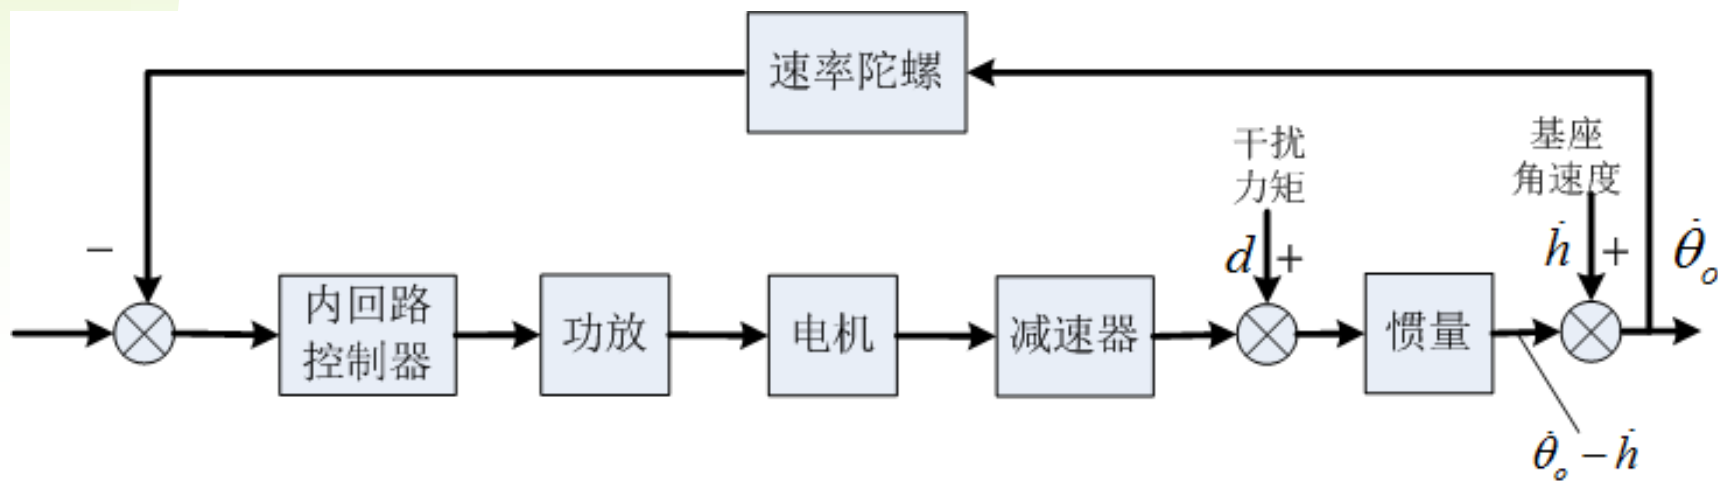 速率陀螺
干扰
力矩
基座
角速度
−
d
+
ḣ
+
θ̇ₒ
内回路
控制器
功放
电机
减速器
惯量
θ̇ₒ − ḣ